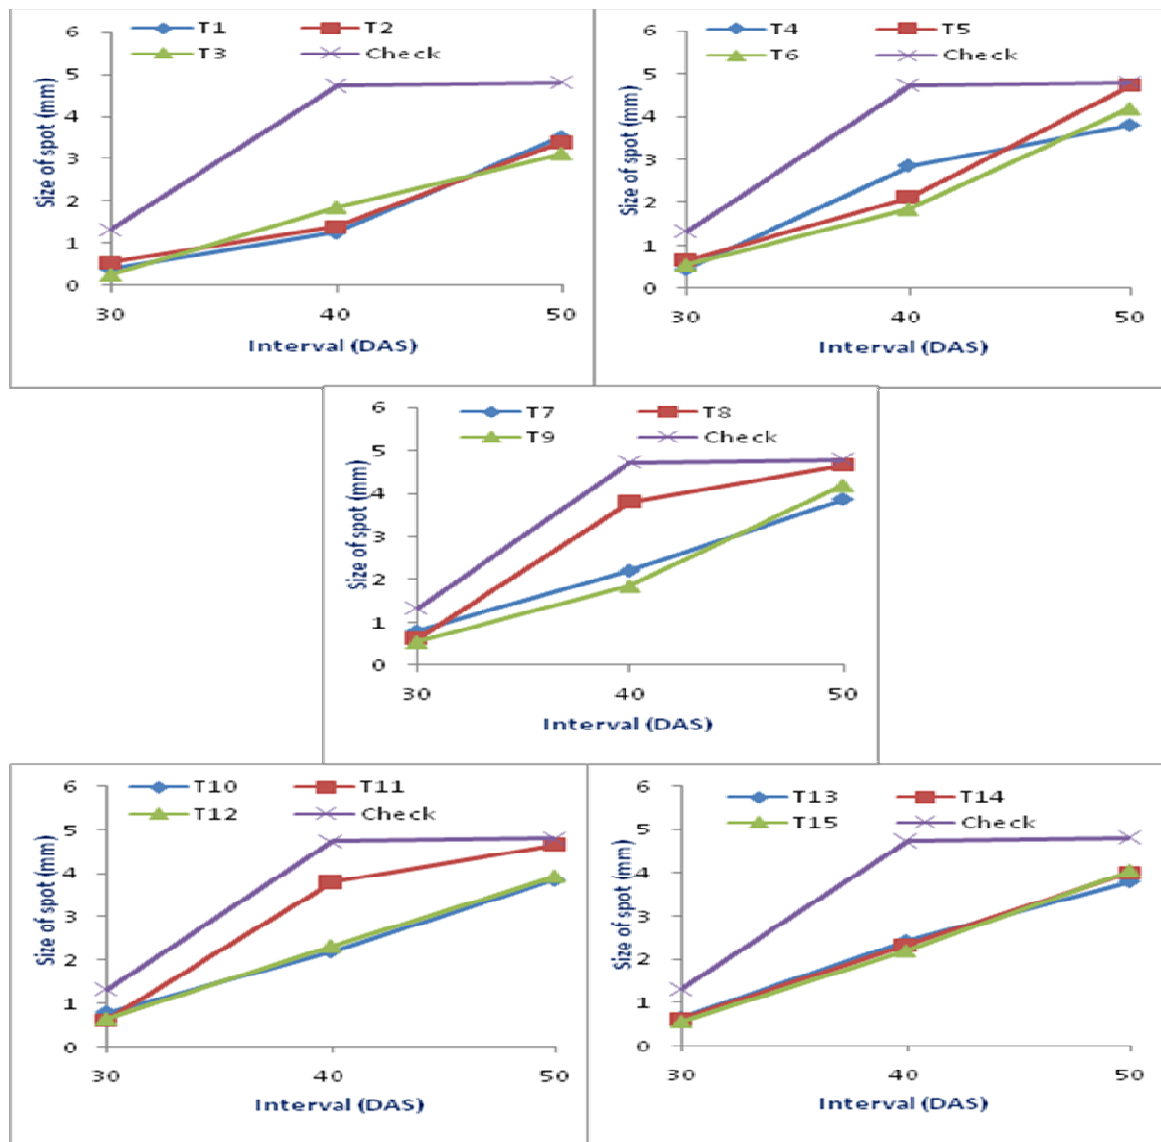 T1 T2
T3 Check
Size of spot (mm)
6
5
4
3
2
1
0
30 40 50
Interval (DAS)
T4 T5
T6 Check
Size of spot (mm)
6
5
4
3
2
1
0
30 40 50
Interval (DAS)
T7 T8
T9 Check
Size of spot (mm)
6
5
4
3
2
1
0
30 40 50
Interval (DAS)
T10 T11
T12 Check
Size of spot (mm)
6
5
4
3
2
1
0
30 40 50
Interval (DAS)
T13 T14
T15 Check
Size of spot (mm)
6
5
4
3
2
1
0
30 40 50
Interval (DAS)